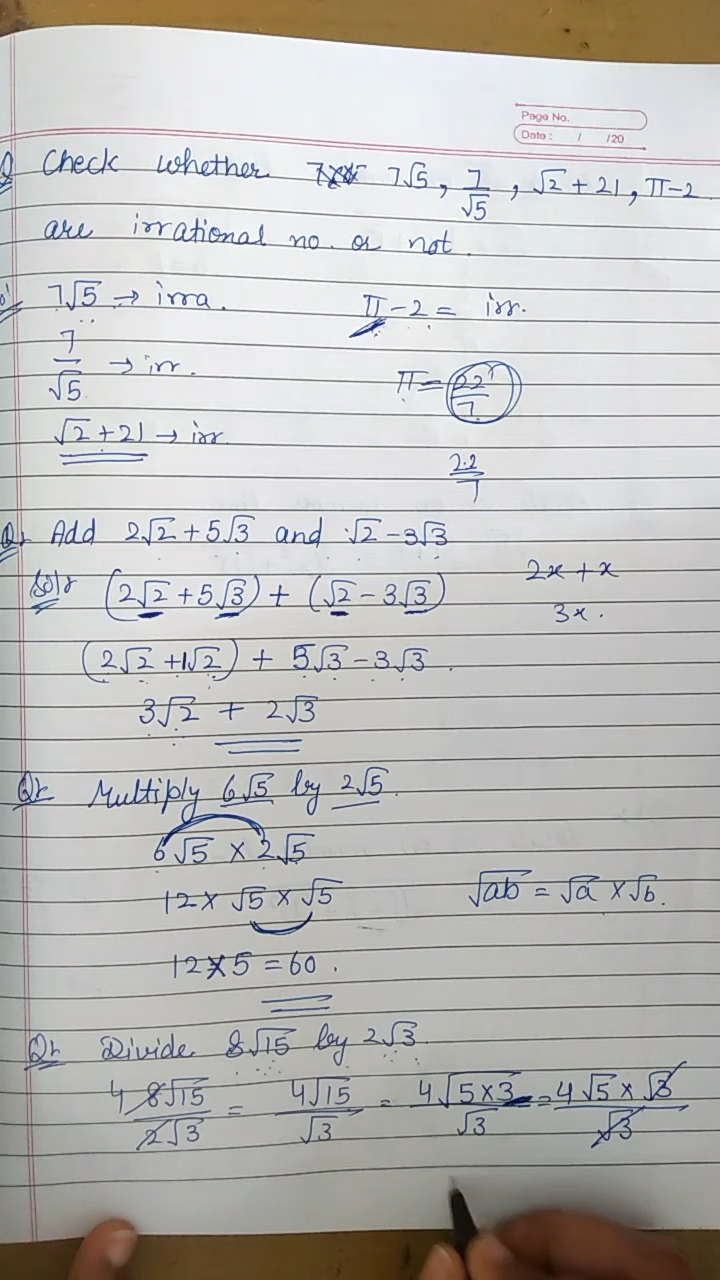 Page No.
Date : / /20
Q Check whether 7√5, 7/√5, √2 + 21, π-2
are irrational no. or not.
7√5 → irra.
π-2 = irr.
7/√5 → irr.
π = 22/7
√2 + 21 → irr
22/7
Q. Add 2√2 + 5√3 and √2 - 3√3
Sol: (2√2 + 5√3) + (√2 - 3√3)
2x + x
3x.
(2√2 + 1√2) + 5√3 - 3√3.
3√2 + 2√3
Q: Multiply 6√5 by 2√5.
6√5 × 2√5
12 × √5 × √5
√ab = √a × √b.
12 × 5 = 60.
Q: Divide 8√15 by 2√3.
4 8√15/2√3 = 4√15/√3 = 4√5×3/√3 = 4√5 × √3/√3